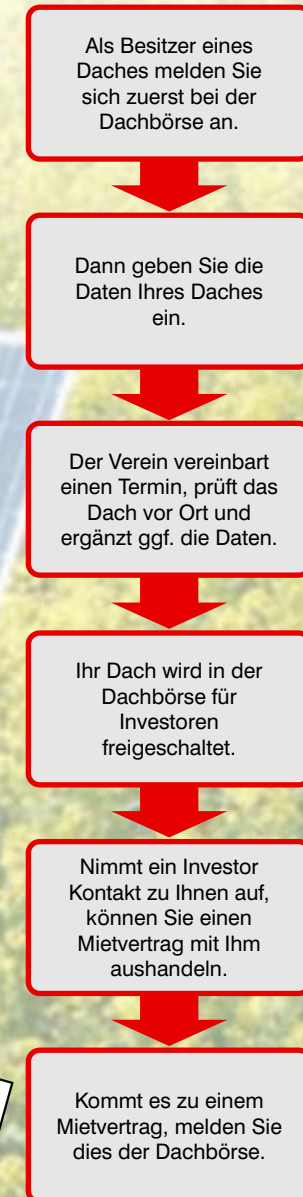 Als Besitzer eines
Daches melden Sie
sich zuerst bei der
Dachbörse an.
Dann geben Sie die
Daten Ihres Daches
ein.
Der Verein vereinbart
einen Termin, prüft das
Dach vor Ort und
ergänzt ggf. die Daten.
Ihr Dach wird in der
Dachbörse für
Investoren
freigeschaltet.
Nimmt ein Investor
Kontakt zu Ihnen auf,
können Sie einen
Mietvertrag mit Ihm
aushandeln.
Kommt es zu einem
Mietvertrag, melden Sie
dies der Dachbörse.